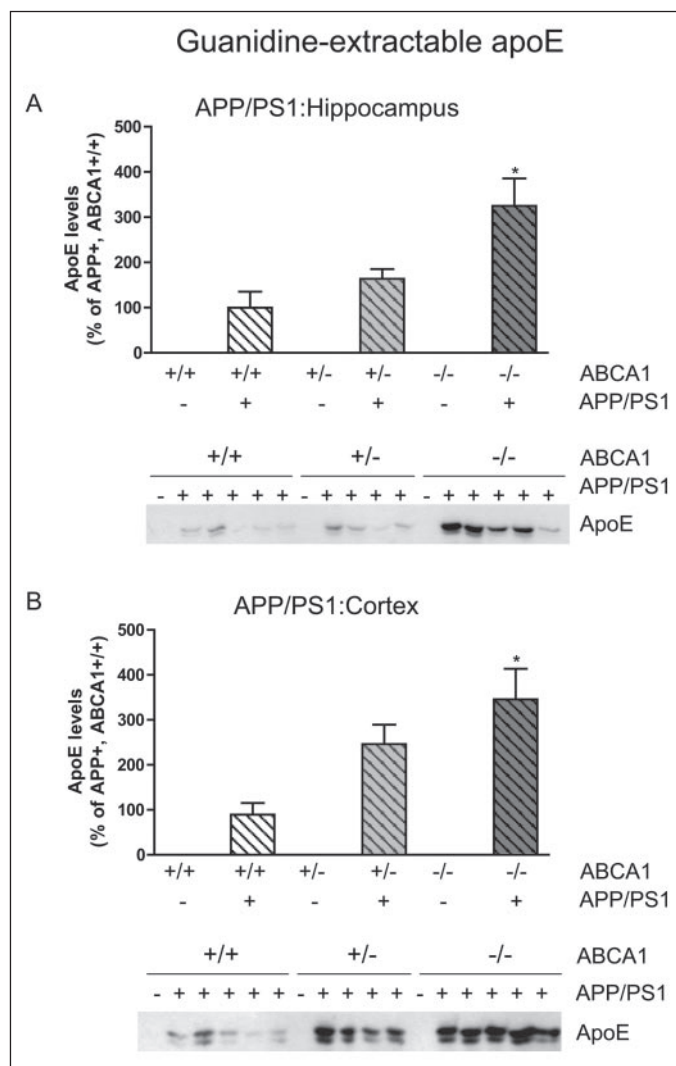 Guanidine-extractable apoE
A
APP/PS1:Hippocampus
ApoE levels
(% of APP+, ABCA1+/+)
500
400
300
200
100
0
*
+/+ +/+ +/- +/- -/- -/- ABCA1
- + - + - + APP/PS1
+/+ +/- -/- ABCA1
- + + + + + - + + + + - + + + + + APP/PS1
ApoE
B
APP/PS1:Cortex
ApoE levels
(% of APP+, ABCA1+/+)
500
400
300
200
100
0
*
+/+ +/+ +/- +/- -/- -/- ABCA1
- + - + - + APP/PS1
+/+ +/- -/- ABCA1
- + + + + + - + + + + - + + + + + APP/PS1
ApoE